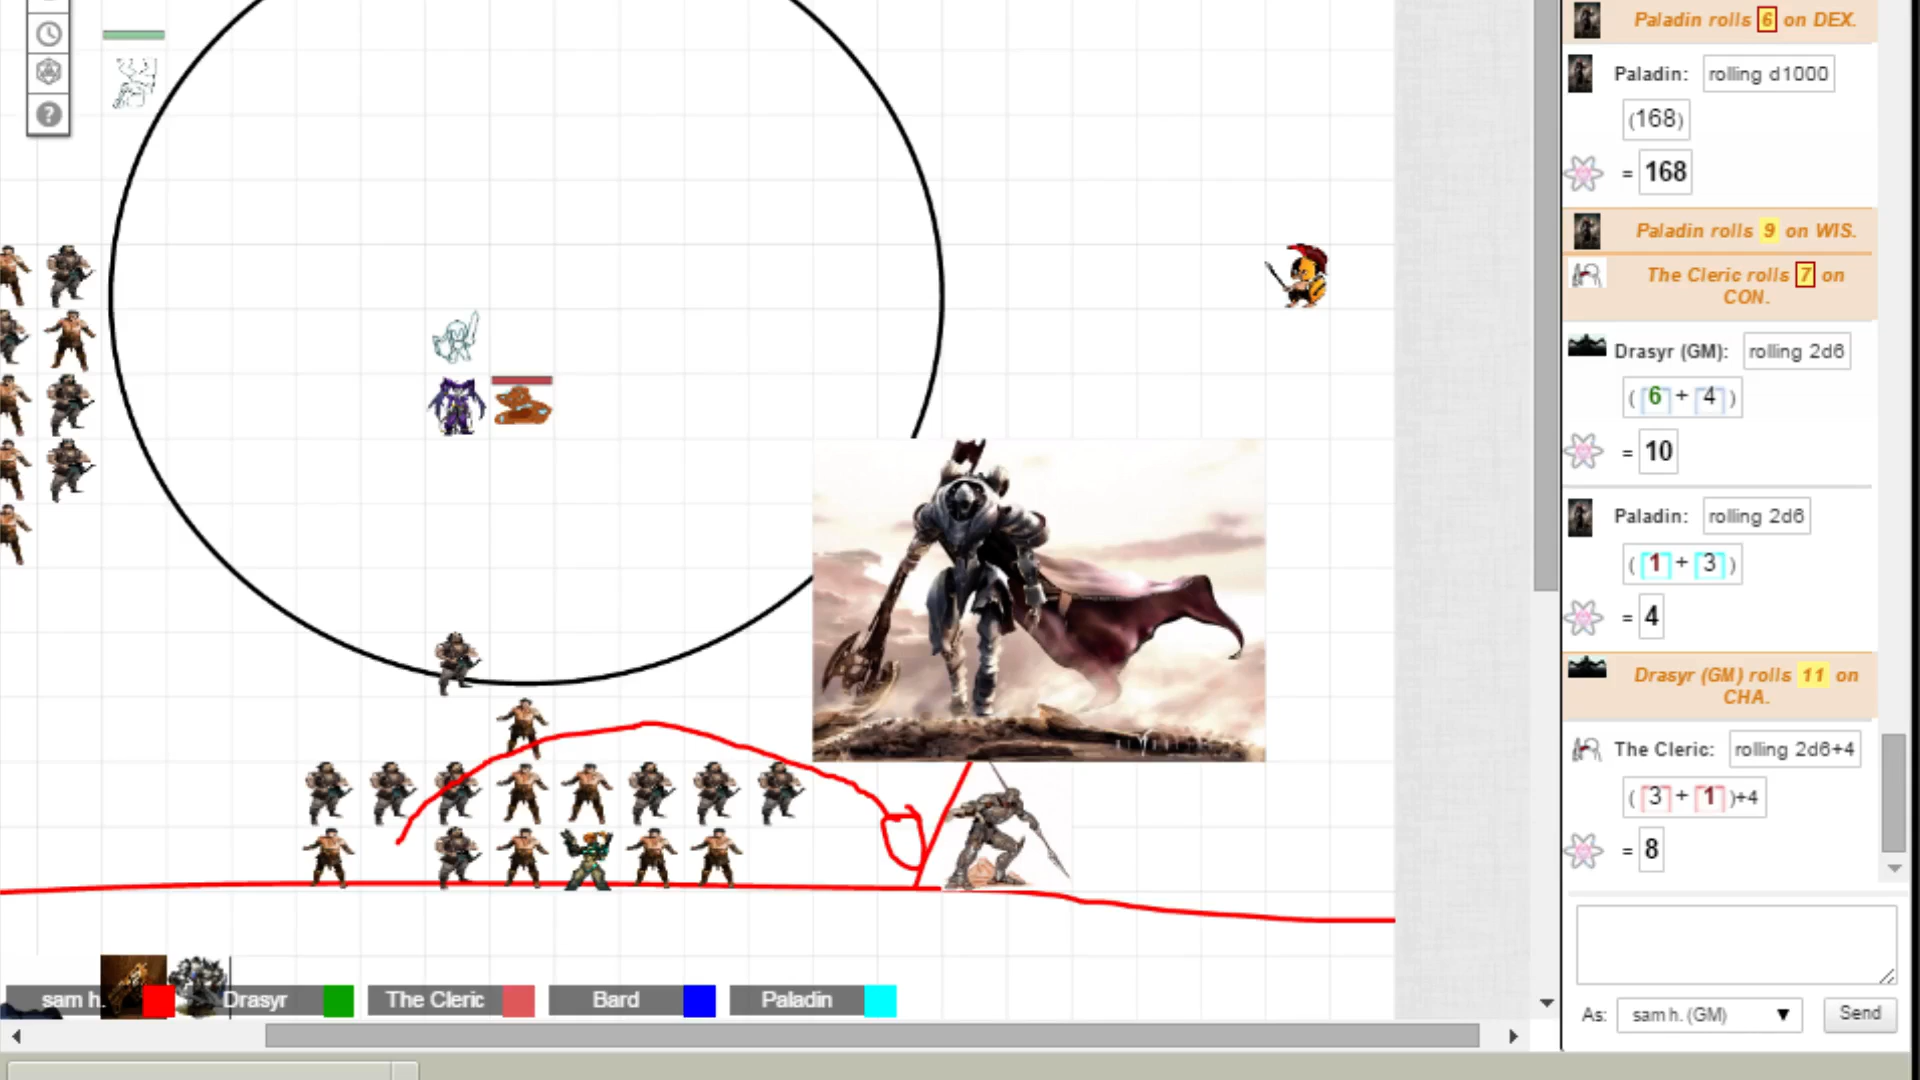 Paladin rolls 6 on DEX.
Paladin: rolling d1000
(168)
= 168
Paladin rolls 9 on WIS.
The Cleric rolls 7 on
CON.
Drasyr (GM): rolling 2d6
( 6 + 4 )
= 10
Paladin: rolling 2d6
( 1 + 3 )
= 4
Drasyr (GM) rolls 11 on
CHA.
The Cleric: rolling 2d6+4
( 3 + 1 )+4
= 8
sam h. Drasyr The Cleric Bard Paladin
As: sam h. (GM) Send